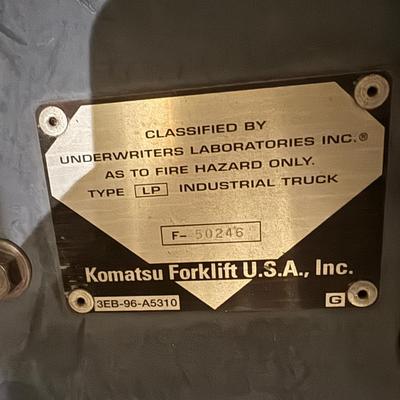 CLASSIFIED BY
UNDERWRITERS LABORATORIES INC.®
AS TO FIRE HAZARD ONLY.
TYPE LP INDUSTRIAL TRUCK
F- 50246
Komatsu Forklift U.S.A., Inc.
3EB-96-A5310 G